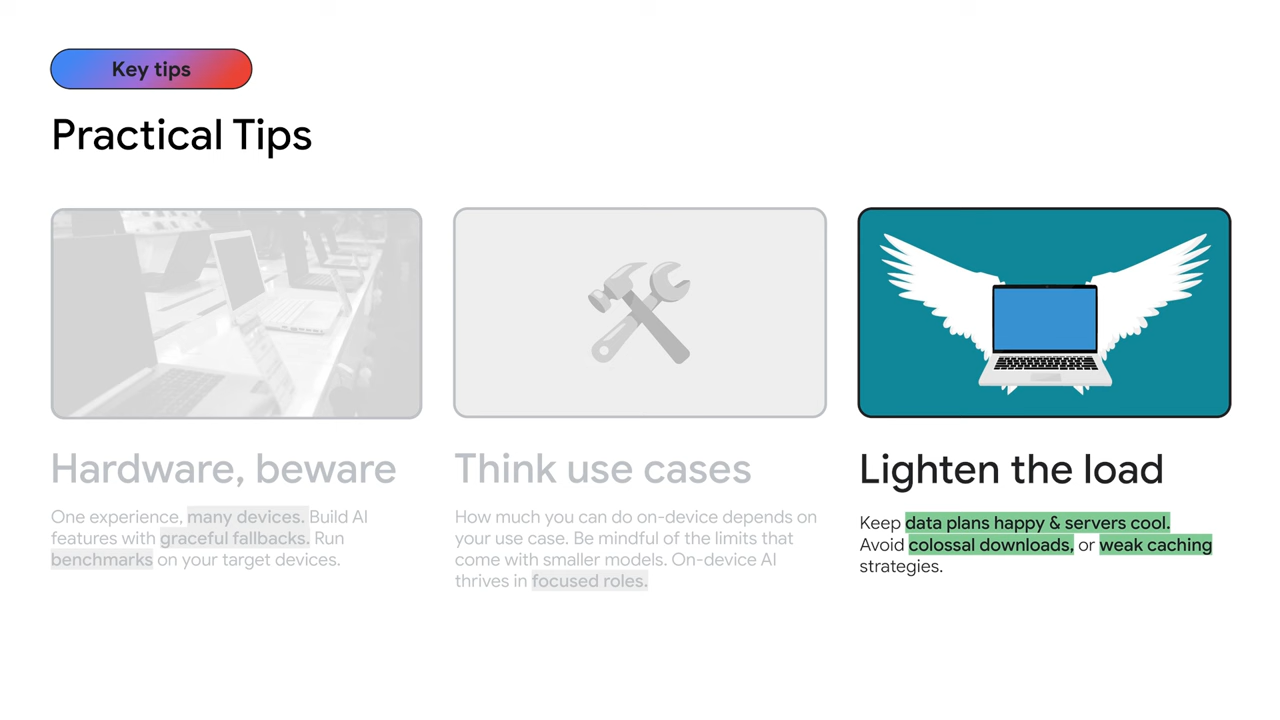 Key tips
Practical Tips
Hardware, beware
One experience, many devices. Build AI
features with graceful fallbacks. Run
benchmarks on your target devices.
Think use cases
How much you can do on-device depends on
your use case. Be mindful of the limits that
come with smaller models. On-device AI
thrives in focused roles.
Lighten the load
Keep data plans happy & servers cool.
Avoid colossal downloads, or weak caching
strategies.